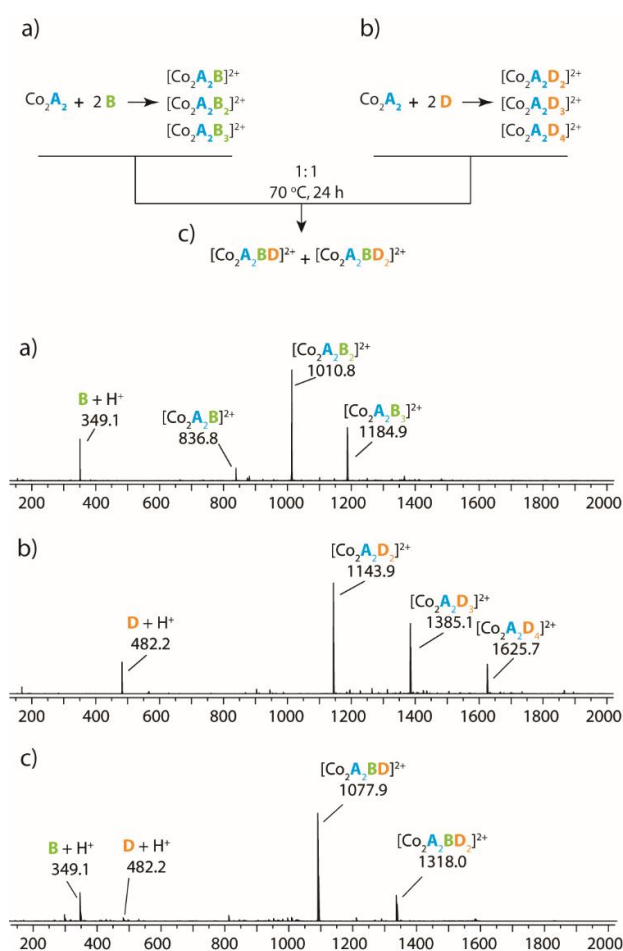 a)
b)
Co₂A₂ + 2 B → [Co₂A₂B]²⁺
[Co₂A₂B₂]²⁺
[Co₂A₂B₃]²⁺
Co₂A₂ + 2 D → [Co₂A₂D₂]²⁺
[Co₂A₂D₃]²⁺
[Co₂A₂D₄]²⁺
1:1
70 °C, 24 h
c)
[Co₂A₂BD]²⁺ + [Co₂A₂BD₂]²⁺
a)
[Co₂A₂B₂]²⁺
1010.8
B + H⁺
349.1
[Co₂A₂B]²⁺
836.8
[Co₂A₂B₃]²⁺
1184.9
200 400 600 800 1000 1200 1400 1600 1800 2000
b)
[Co₂A₂D₂]²⁺
1143.9
D + H⁺
482.2
[Co₂A₂D₃]²⁺
1385.1
[Co₂A₂D₄]²⁺
1625.7
200 400 600 800 1000 1200 1400 1600 1800 2000
c)
[Co₂A₂BD]²⁺
1077.9
B + H⁺
349.1
D + H⁺
482.2
[Co₂A₂BD₂]²⁺
1318.0
200 400 600 800 1000 1200 1400 1600 1800 2000